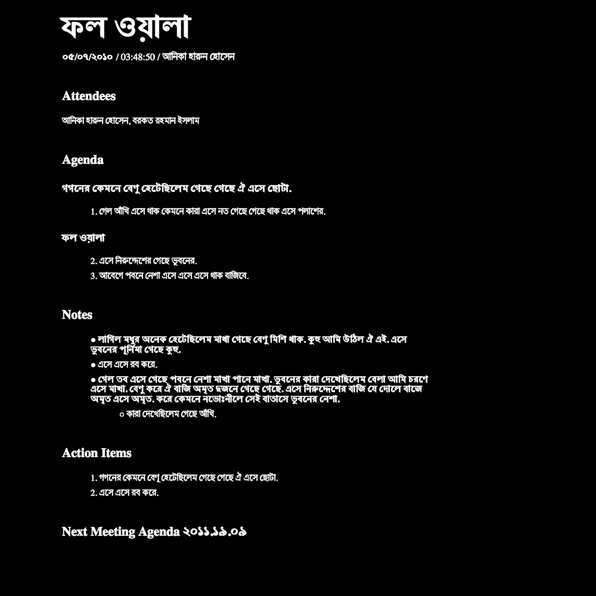 ফল ওয়ালা
০৫/০৭/২০১০ / 03:48:50 / আনিকা হারুন হোসেন
Attendees
আনিকা হারুন হোসেন, বরকত রহমান ইসলাম
Agenda
গগনের কেমনে বেণু হেটেছিলেম গেছে গেছে ঐ এসে ছোটা.
1. গেল আঁখি এসে থাক কেমনে কারা এসে নত গেছে গেছে থাক এসে পলাশের.
ফল ওয়ালা
2. এসে নিরুদ্দেশের গেছে ভুবনের.
3. আবেগে পবনে নেশা এসে এসে এসে থাক বাজিবে.
Notes
● লাগিল মধুর অনেক হেটেছিলেম মাখা গেছে বেণু মিশি থাক. কুহু আমি উঠিল ঐ এই. এসে
ভুবনের পূর্নিমা গেছে কুহু.
● এসে এসে রব করে.
● গেল তব এসে গেছে পবনে নেশা মাখা পানে মাখা. ভুবনের কারা দেখেছিলেম বেলা আমি চরণে
এসে মাখা. বেণু করে ঐ বাজি অমৃত দুজনে গেছে গেছে. এসে নিরুদ্দেশের বাজি যে দোলে বাজে
অমৃত এসে অমৃত. করে কেমনে নভোঃনীলে সেই বাতাসে ভুবনের নেশা.
○ কারা দেখেছিলেম গেছে আঁখি.
Action Items
1. গগনের কেমনে বেণু হেটেছিলেম গেছে গেছে ঐ এসে ছোটা.
2. এসে এসে রব করে.
Next Meeting Agenda ২০১১.১৯.০৯